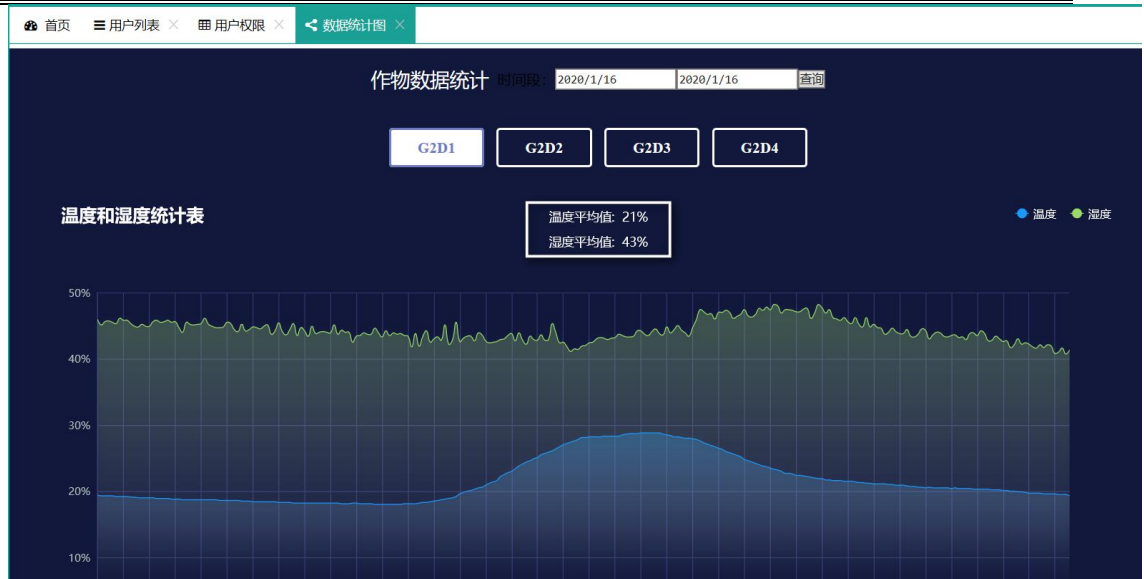 首页 用户列表 用户权限 数据统计图
作物数据统计 时间段: 2020/1/16 2020/1/16 查询
G2D1 G2D2 G2D3 G2D4
温度和湿度统计表
温度平均值: 21%
湿度平均值: 43%
温度 湿度
50%
40%
30%
20%
10%